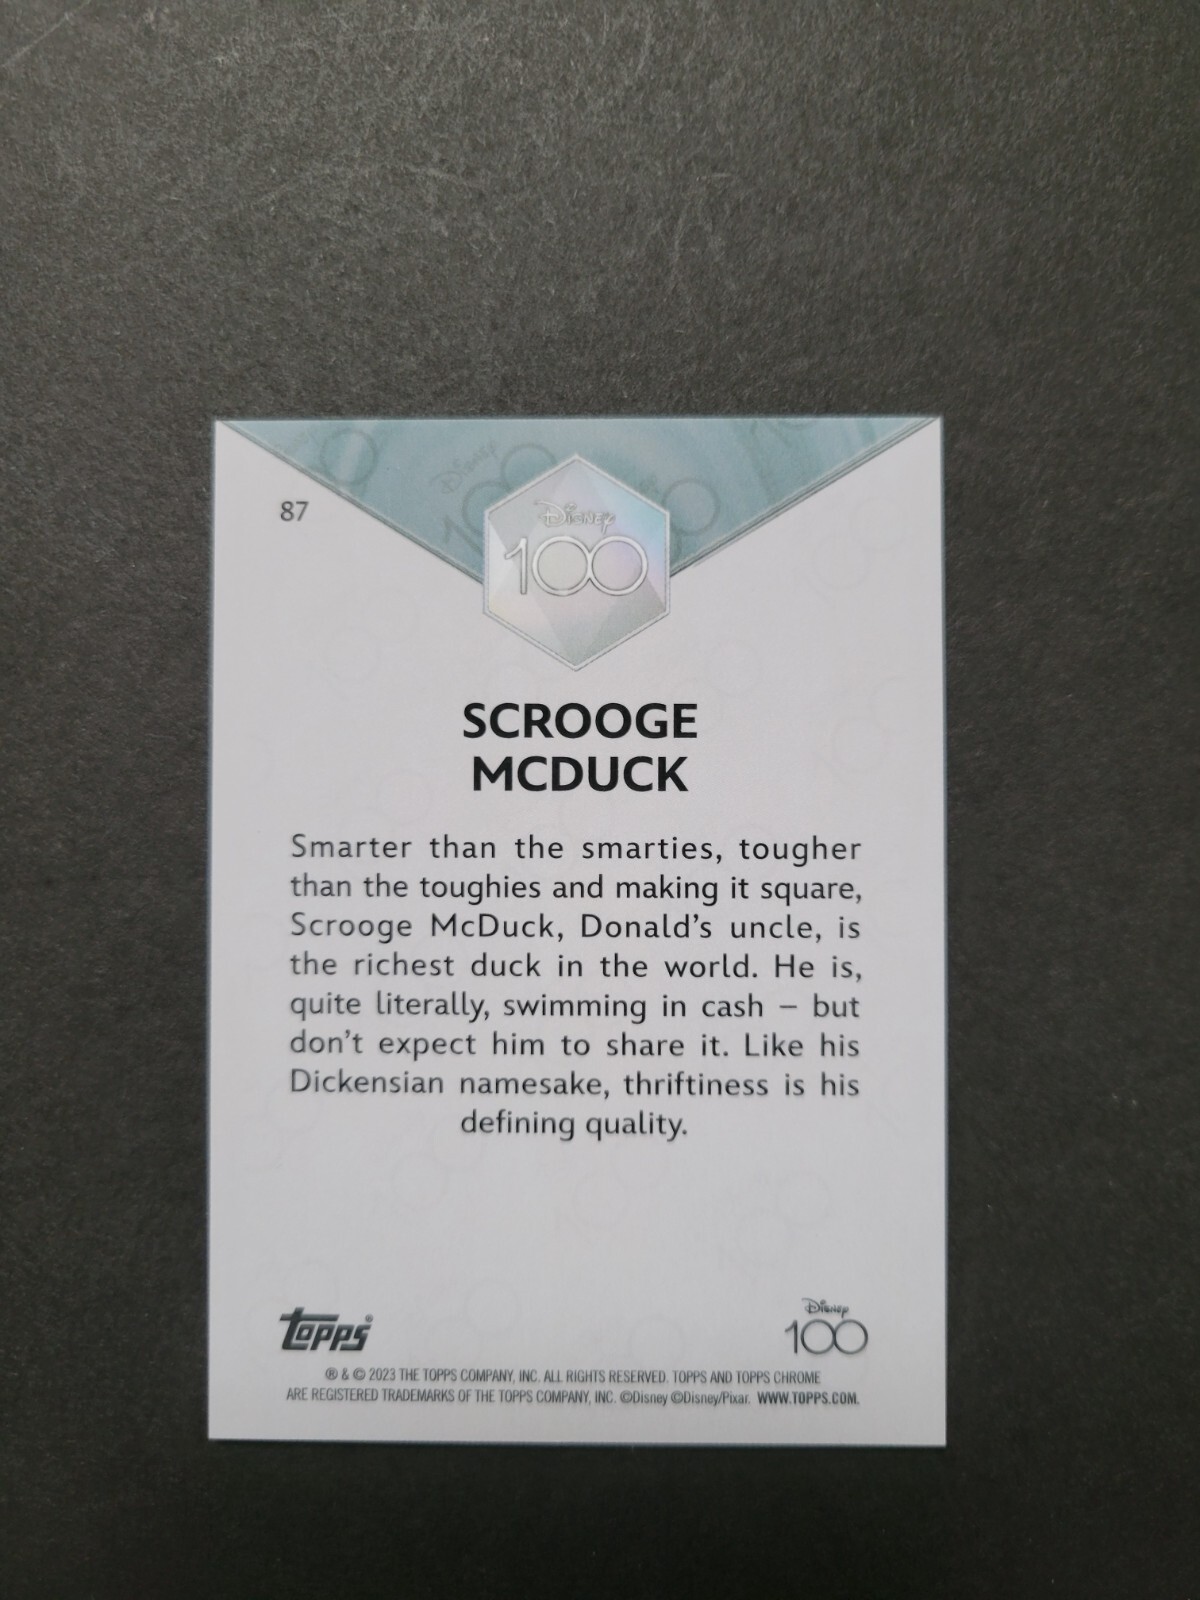 87
Disney
100
SCROOGE
MCDUCK
Smarter than the smarties, tougher
than the toughies and making it square,
Scrooge McDuck, Donald's uncle, is
the richest duck in the world. He is,
quite literally, swimming in cash – but
don't expect him to share it. Like his
Dickensian namesake, thriftiness is his
defining quality.
topps®
Disney
100
® & © 2023 THE TOPPS COMPANY, INC. ALL RIGHTS RESERVED. TOPPS AND TOPPS CHROME
ARE REGISTERED TRADEMARKS OF THE TOPPS COMPANY, INC. ©Disney ©Disney/Pixar. WWW.TOPPS.COM.